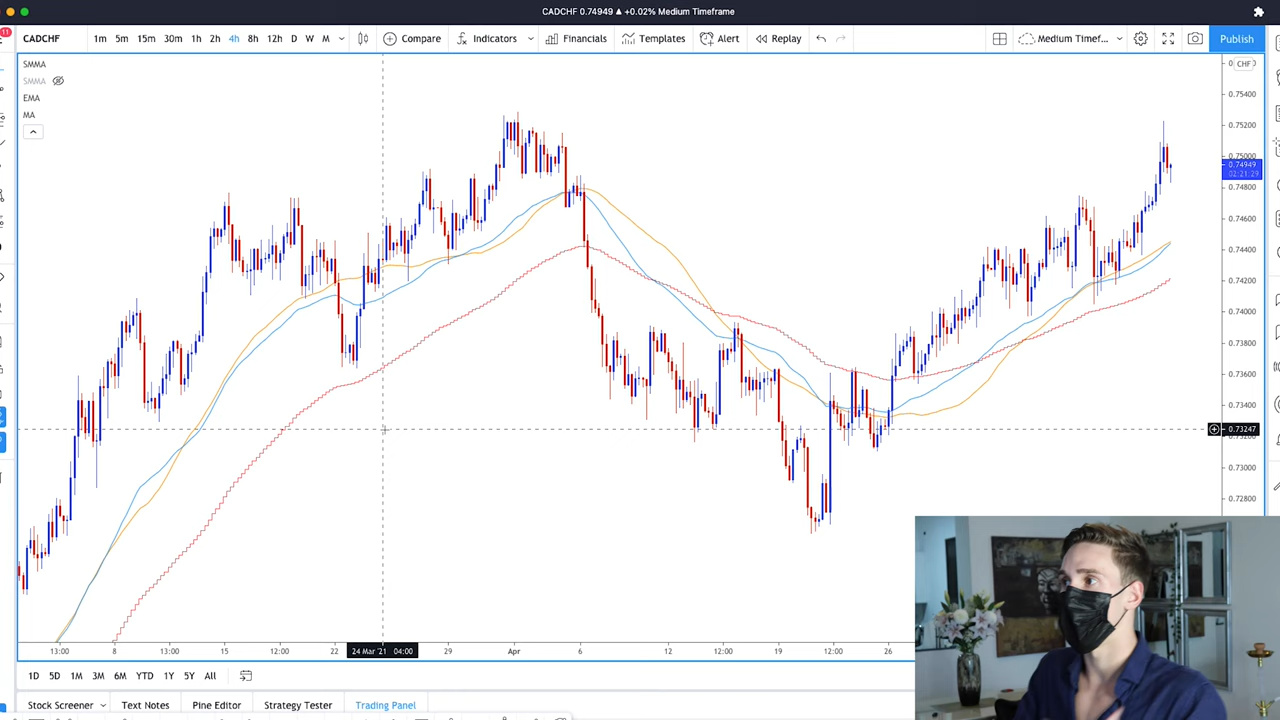 CADCHF 0.74949 ▲ +0.02% Medium Timeframe
11
CADCHF 1m 5m 15m 30m 1h 2h 4h 8h 12h D W M Compare Indicators Financials Templates Alert Replay Medium Timef... Publish
SMMA
SMMA
EMA
MA
CHF
0.75400
0.75200
0.75000
0.74949
02:21:29
0.74800
0.74600
0.74400
0.74200
0.74000
0.73800
0.73600
0.73400
0.73247
0.73000
0.72800
13:00 8 13:00 15 12:00 22 24 Mar '21 04:00 29 Apr 6 12 12:00 19 12:00 26
1D 5D 1M 3M 6M YTD 1Y 5Y All
Stock Screener Text Notes Pine Editor Strategy Tester Trading Panel